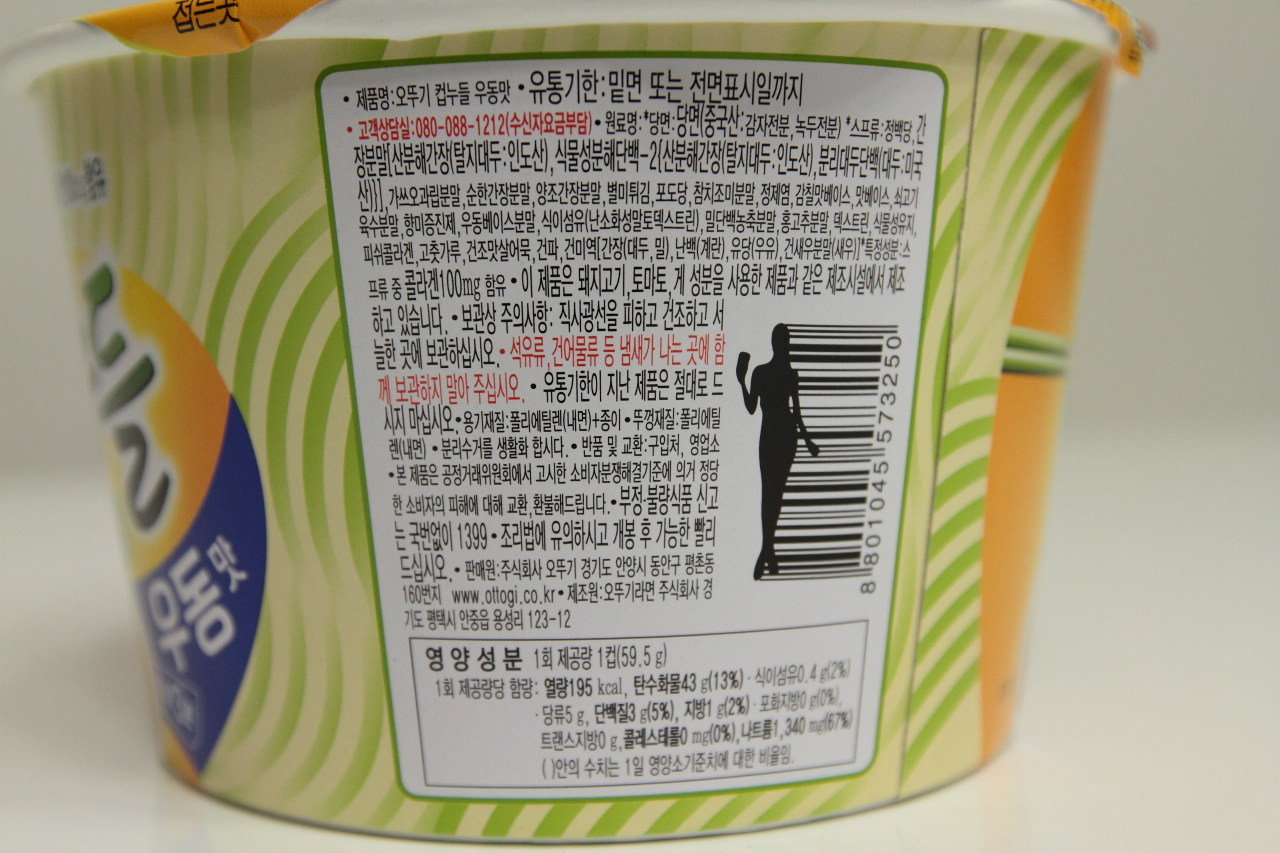 접는곳
• 제품명:오뚜기 컵누들 우동맛 • 유통기한:밑면 또는 전면표시일까지
• 고객상담실:080-088-1212(수신자요금부담) • 원료명:*당면:당면(중국산:감자전분,녹두전분) *스프류:정백당,간
장분말[산분해간장(탈지대두:인도산),식물성분해단백-2{산분해간장(탈지대두:인도산),분리대두단백(대두:미국
산)}],가쓰오과립분말,순한간장분말,양조간장분말,별미튀김,포도당,참치조미분말,정제염,감칠맛베이스,맛베이스,쇠고기
육수분말,향미증진제,우동베이스분말,식이섬유(난소화성말토덱스트린),밀단백농축분말,홍고추분말,덱스트린,식물성유지,
피쉬콜라겐,고춧가루,건조맛살어묵,건파,건미역[간장(대두,밀),난백(계란),유당(우유),건새우분말(새우)]*특정성분:스
프류 중 콜라겐100mg 함유 • 이 제품은 돼지고기,토마토,게 성분을 사용한 제품과 같은 제조시설에서 제조
하고 있습니다. • 보관상 주의사항: 직사광선을 피하고 건조하고 서
늘한 곳에 보관하십시오. • 석유류,건어물류 등 냄새가 나는 곳에 함
께 보관하지 말아 주십시오. • 유통기한이 지난 제품은 절대로 드
시지 마십시오. • 용기재질:폴리에틸렌(내면)+종이 • 뚜껑재질:폴리에틸
렌(내면) • 분리수거를 생활화 합시다. • 반품 및 교환:구입처, 영업소
• 본 제품은 공정거래위원회에서 고시한 소비자분쟁해결기준에 의거 정당
한 소비자의 피해에 대해 교환,환불해드립니다. • 부정·불량식품 신고
는 국번없이 1399 • 조리법에 유의하시고 개봉 후 가능한 빨리
드십시오. • 판매원:주식회사 오뚜기 경기도 안양시 동안구 평촌동
160번지 www.ottogi.co.kr • 제조원:오뚜기라면 주식회사 경
기도 평택시 안중읍 용성리 123-12
8 801045 573250
영양성분 1회 제공량 1컵(59.5 g)
1회 제공량당 함량: 열량195 kcal, 탄수화물43 g(13%) · 식이섬유0.4 g(2%)
· 당류5 g, 단백질3 g(5%), 지방1 g(2%) · 포화지방0 g(0%),
트랜스지방0 g,콜레스테롤0 mg(0%),나트륨1,340 mg(67%)
( )안의 수치는 1일 영양소기준치에 대한 비율임.
들
우동맛